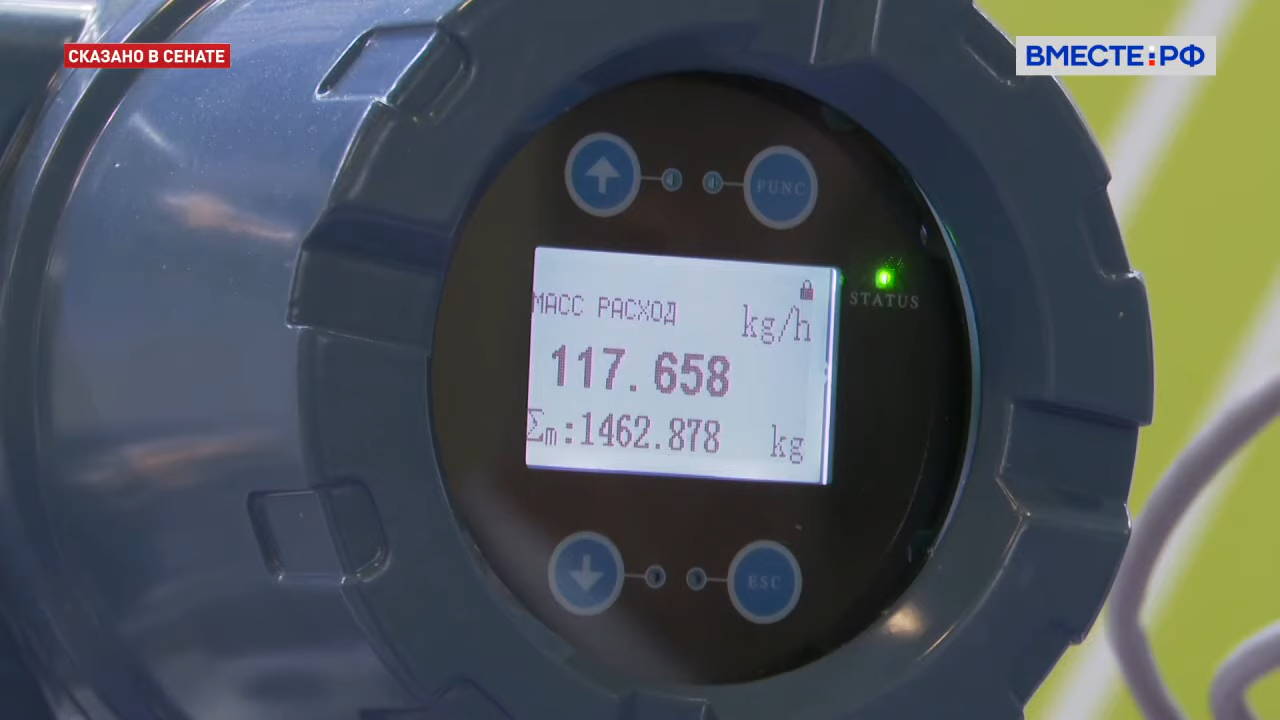 СКАЗАНО В СЕНАТЕ
ВМЕСТЕ:РФ
FUNC
STATUS
МАСС РАСХОД
kg/h
117.658
Σm:1462.878 kg
ESC